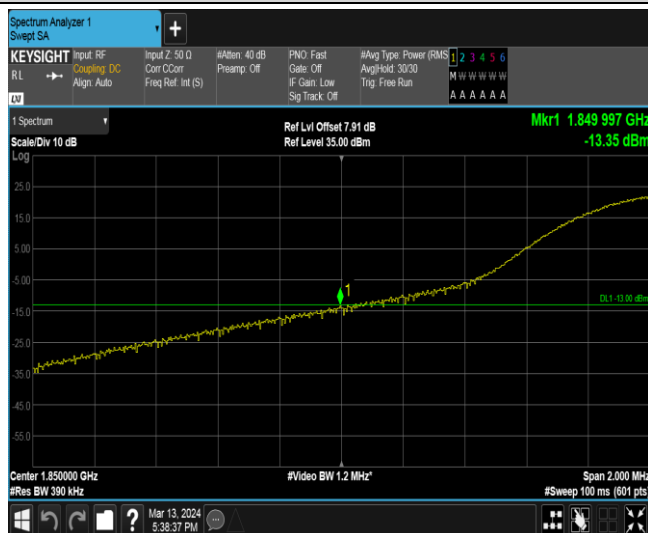 Spectrum Analyzer 1
Swept SA
KEYSIGHT
RL
LXI
Input: RF
Coupling: DC
Align: Auto
Input Z: 50 Ω
Corr CCorr
Freq Ref: Int (S)
#Atten: 40 dB
Preamp: Off
PNO: Fast
Gate: Off
IF Gain: Low
Sig Track: Off
#Avg Type: Power (RMS
Avg|Hold: 30/30
Trig: Free Run
1 2 3 4 5 6
M W W W W W
A A A A A A
1 Spectrum
Scale/Div 10 dB
Ref Lvl Offset 7.91 dB
Ref Level 35.00 dBm
Mkr1 1.849 997 GHz
-13.35 dBm
Log
25.0
15.0
5.00
-5.00
1
DL1 -13.00 dBm
-15.0
-25.0
-35.0
-45.0
-55.0
Center 1.850000 GHz
#Video BW 1.2 MHz*
Span 2.000 MHz
#Res BW 390 kHz
#Sweep 100 ms (601 pts)
?
Mar 13, 2024
5:38:37 PM